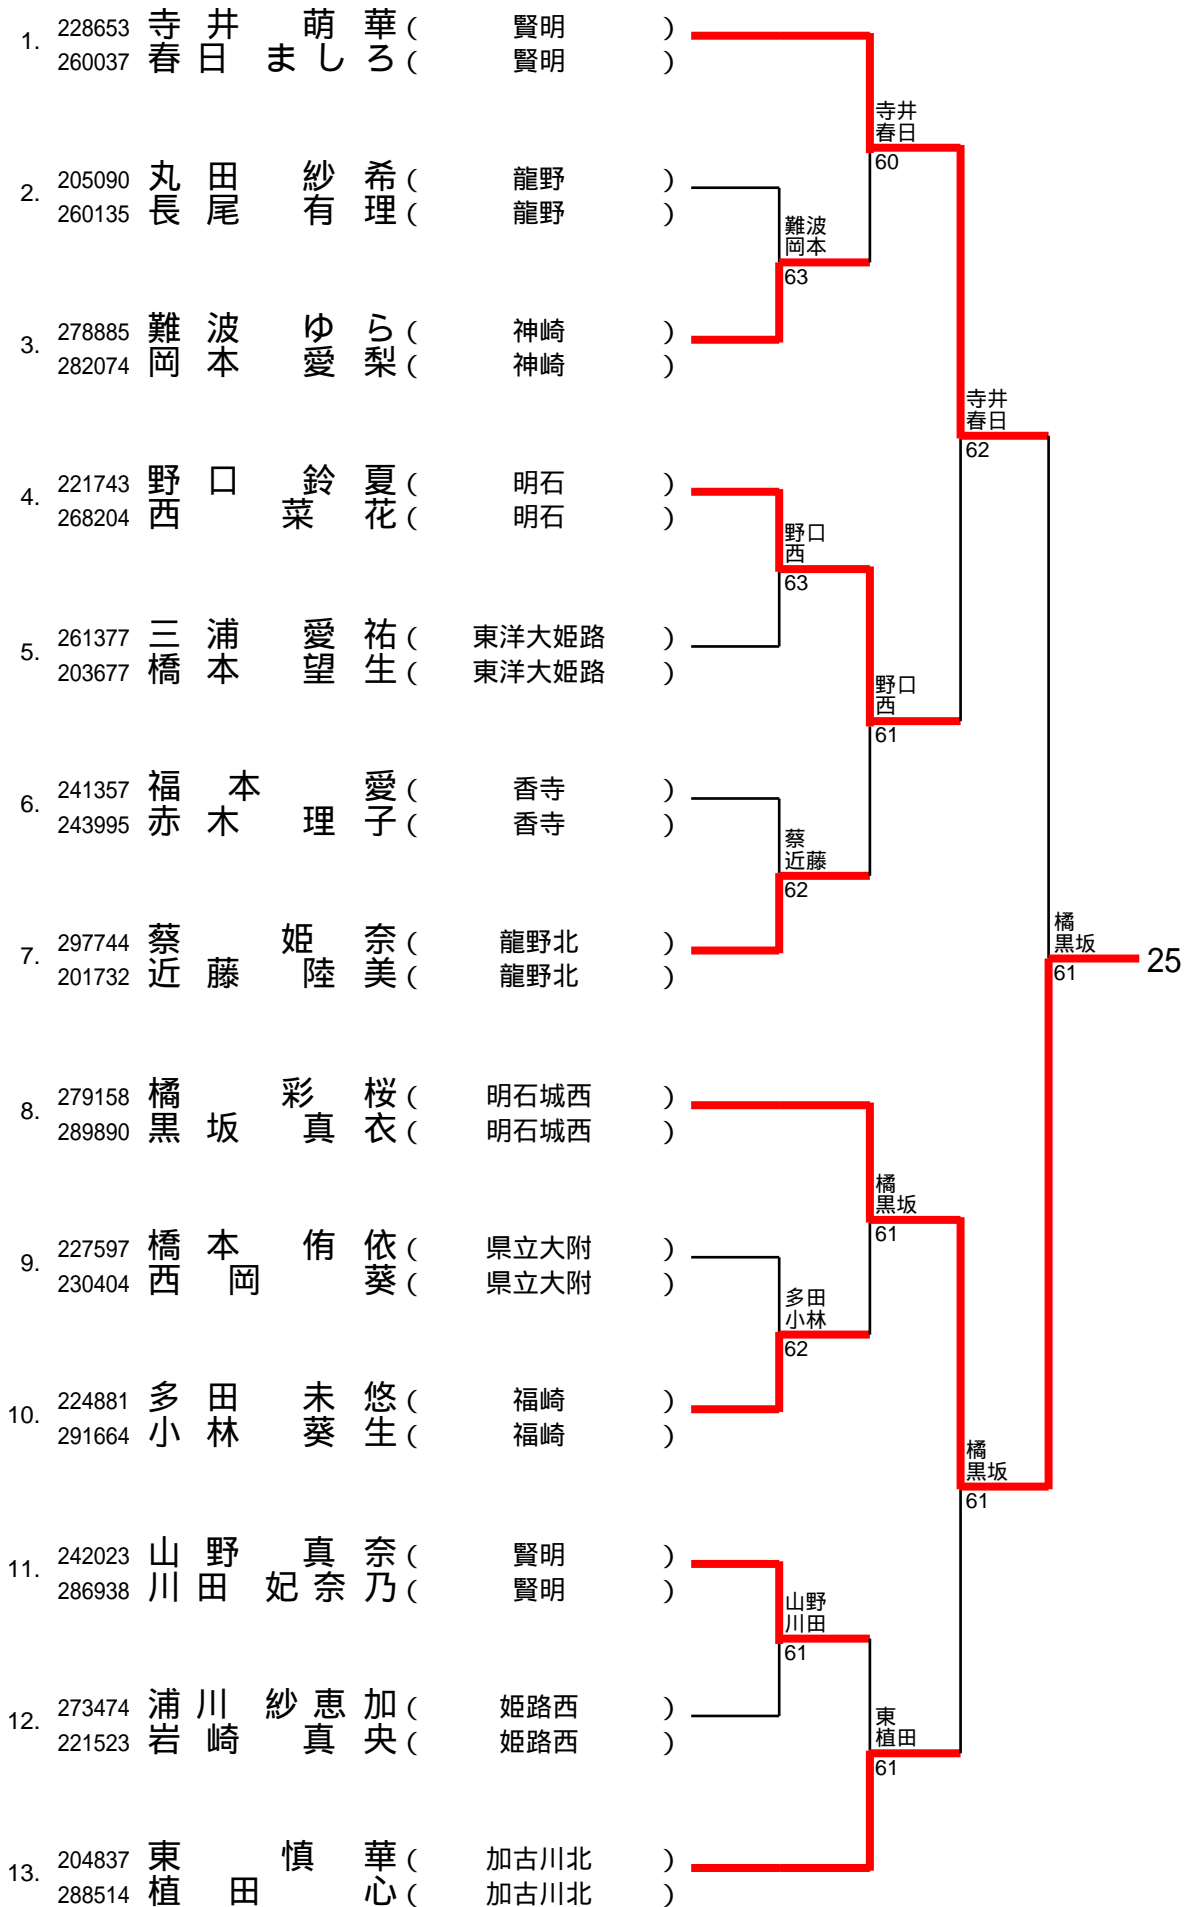 1. 228653 寺井 萌華 ( 賢明 )
260037 春日 ましろ ( 賢明 )
寺井
春日
60
2. 205090 丸田 紗希 ( 龍野 )
260135 長尾 有理 ( 龍野 )
難波
岡本
63
3. 278885 難波 ゆら ( 神崎 )
282074 岡本 愛梨 ( 神崎 )
寺井
春日
62
4. 221743 野口 鈴夏 ( 明石 )
268204 西 菜花 ( 明石 )
野口
西
63
5. 261377 三浦 愛祐 ( 東洋大姫路 )
203677 橋本 望生 ( 東洋大姫路 )
野口
西
61
6. 241357 福本 愛 ( 香寺 )
243995 赤木 理子 ( 香寺 )
蔡
近藤
62
7. 297744 蔡 姫奈 ( 龍野北 )
201732 近藤 陸美 ( 龍野北 )
橘
黒坂
61
25
8. 279158 橘 彩桜 ( 明石城西 )
289890 黒坂 真衣 ( 明石城西 )
橘
黒坂
61
9. 227597 橋本 侑依 ( 県立大附 )
230404 西岡 葵 ( 県立大附 )
多田
小林
62
10. 224881 多田 未悠 ( 福崎 )
291664 小林 葵生 ( 福崎 )
橘
黒坂
61
11. 242023 山野 真奈 ( 賢明 )
286938 川田 妃奈乃 ( 賢明 )
山野
川田
61
12. 273474 浦川 紗恵加 ( 姫路西 )
221523 岩崎 真央 ( 姫路西 )
東
植田
61
13. 204837 東 慎華 ( 加古川北 )
288514 植田 心 ( 加古川北 )